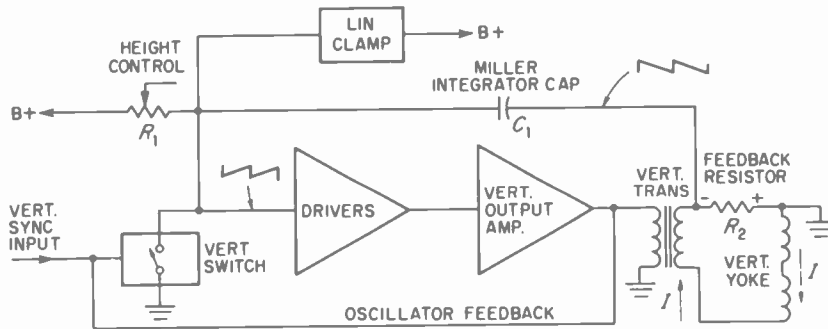 LIN
CLAMP
B+
HEIGHT
CONTROL
MILLER
INTEGRATOR CAP
B+
R1
C1
VERT.
SYNC
INPUT
VERT
SWITCH
DRIVERS
VERT.
OUTPUT
AMP.
VERT.
TRANS
FEEDBACK
RESISTOR
- +
R2
VERT.
YOKE
I
I
OSCILLATOR FEEDBACK